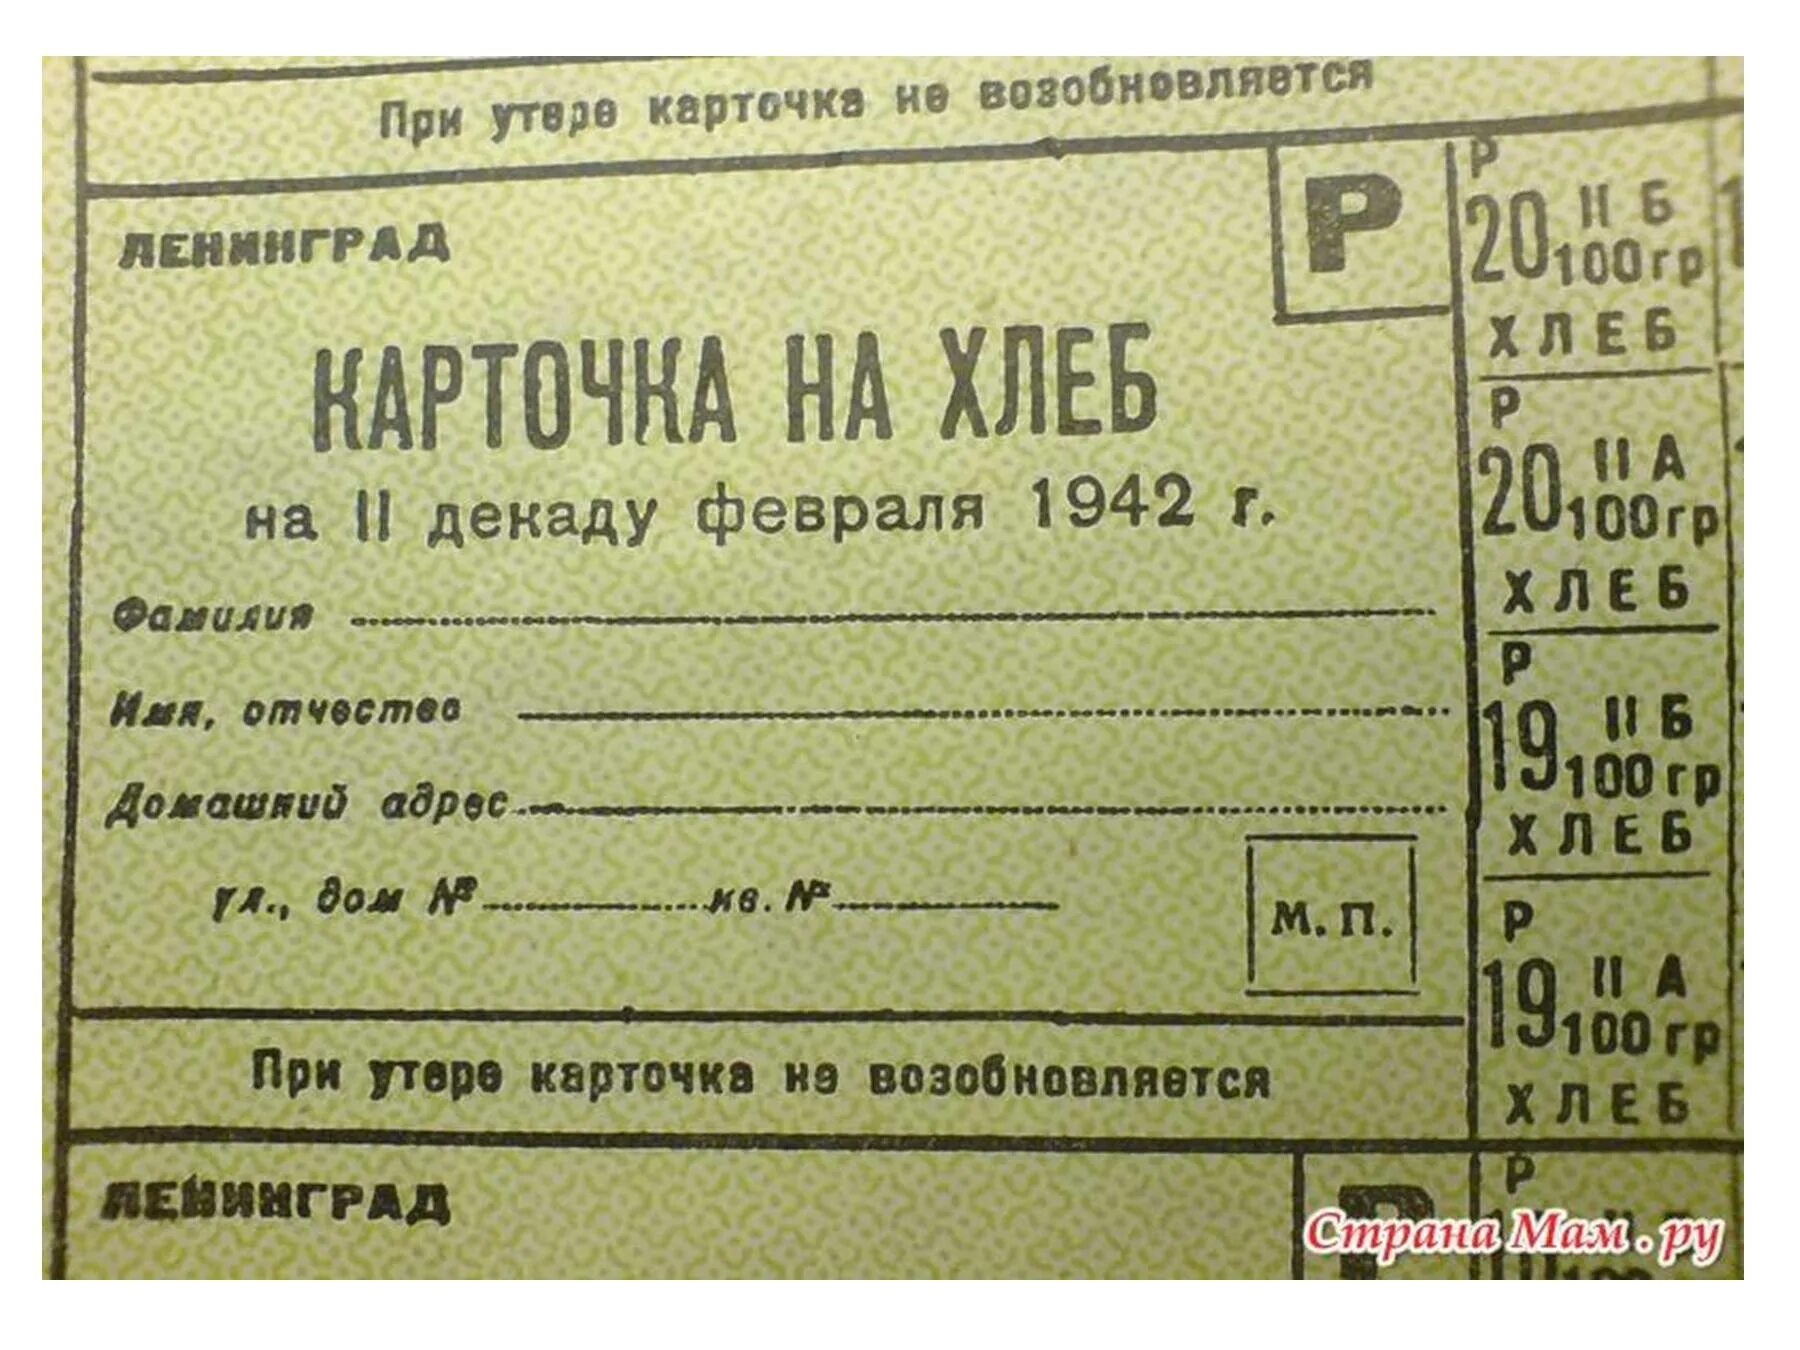 При утере карточка не возобновляется
ЛЕНИНГРАД
Р
КАРТОЧКА НА ХЛЕБ
на II декаду февраля 1942 г.
Фамилия
Имя, отчество
Домашний адрес
ул., дом № кв. №
М. П.
При утере карточка не возобновляется
Р
20 II Б
100 гр
ХЛЕБ
Р
20 II А
100 гр
ХЛЕБ
Р
19 II Б
100 гр
ХЛЕБ
Р
19 II А
100 гр
ХЛЕБ
ЛЕНИНГРАД
Р
Р
Страна Мам . ру